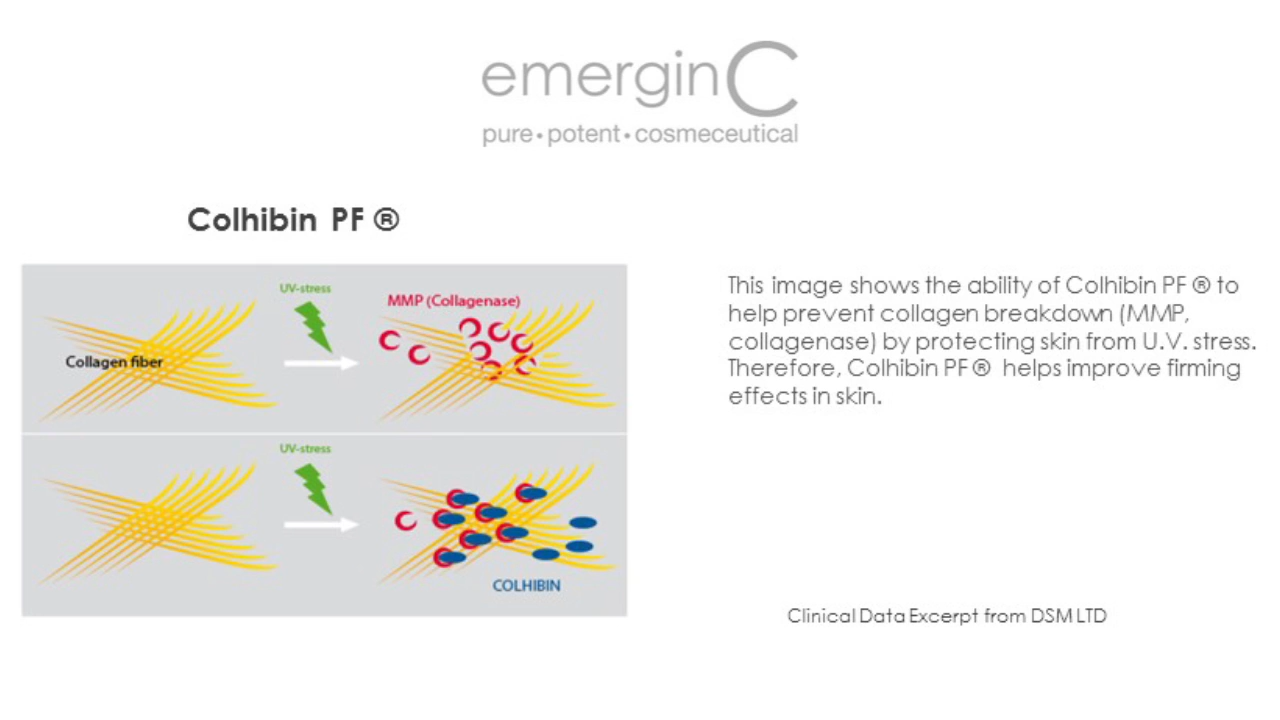 emerginC
pure•potent•cosmeceutical
Colhibin PF ®
UV-stress
MMP (Collagenase)
Collagen fiber
UV-stress
COLHIBIN
This image shows the ability of Colhibin PF ® to
help prevent collagen breakdown (MMP,
collagenase) by protecting skin from U.V. stress.
Therefore, Colhibin PF ® helps improve firming
effects in skin.
Clinical Data Excerpt from DSM LTD